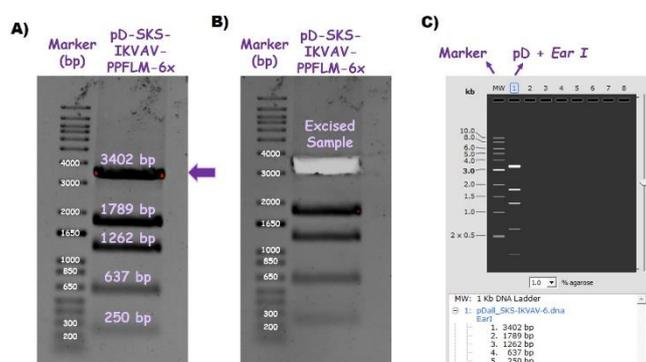 A)
Marker
(bp)
pD-SKS-
IKVAV-
PPFLM-6x
4000
3000
2000
1650
1000
850
650
300
200
3402 bp
1789 bp
1262 bp
637 bp
250 bp
B)
Marker
(bp)
pD-SKS-
IKVAV-
PPFLM-6x
Excised
Sample
4000
3000
2000
1650
1000
850
650
300
200
C)
Marker
pD + Ear I
kb
MW 1 2 3 4 5 6 7 8
10.0
8.0
6.0
5.0
4.0
3.0
2.0
1.5
1.0
2 x 0.5
1.0 % agarose
MW: 1 Kb DNA Ladder
1: pDall_SKS-IKVAV-6.dna
EarI
1. 3402 bp
2. 1789 bp
3. 1262 bp
4. 637 bp
5. 250 bp